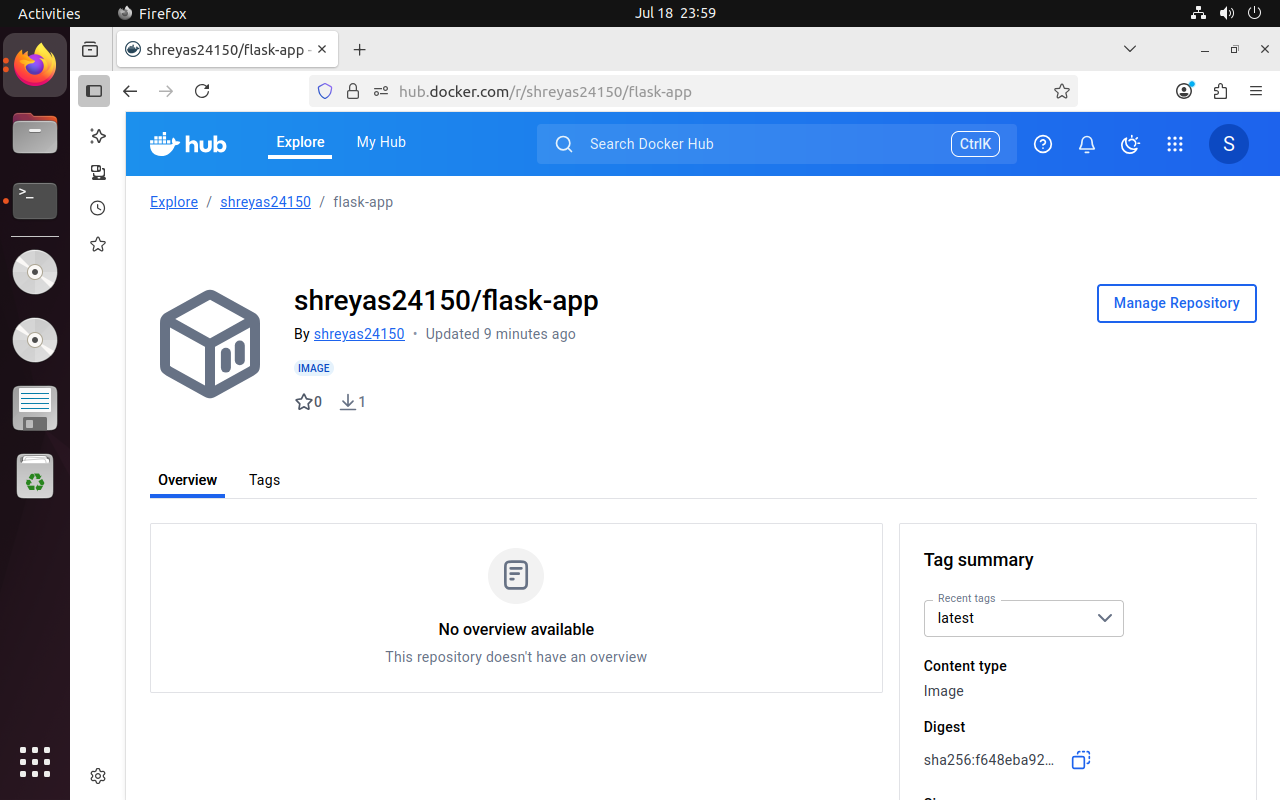 Activities Firefox Jul 18 23:59
shreyas24150/flask-app -
hub.docker.com/r/shreyas24150/flask-app
hub Explore My Hub Search Docker Hub CtrlK S
Explore / shreyas24150 / flask-app
shreyas24150/flask-app
Manage Repository
By shreyas24150 • Updated 9 minutes ago
IMAGE
0 1
Overview Tags
No overview available
This repository doesn't have an overview
Tag summary
Recent tags
latest
Content type
Image
Digest
sha256:f648eba92...